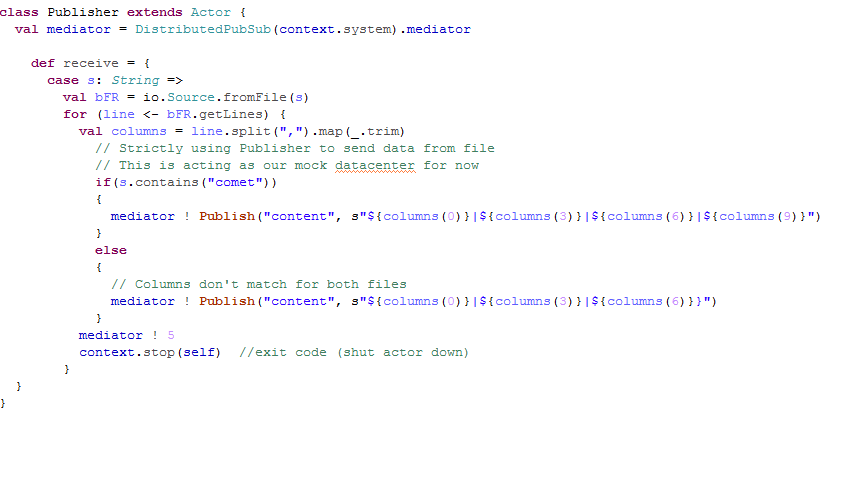 class Publisher extends Actor {
  val mediator = DistributedPubSub(context.system).mediator
    def receive = {
      case s: String =>
        val bFR = io.Source.fromFile(s)
        for (line <- bFR.getLines) {
          val columns = line.split(",").map(_.trim)
            // Strictly using Publisher to send data from file
            // This is acting as our mock datacenter for now
            if(s.contains("comet"))
            {
              mediator ! Publish("content", s"${columns(0)}|${columns(3)}|${columns(6)}|${columns(9)}")
            }
            else
            {
              // Columns don't match for both files
              mediator ! Publish("content", s"${columns(0)}|${columns(3)}|${columns(6)}}")
            }
          mediator ! 5
          context.stop(self)  //exit code (shut actor down)
        }
  }
}